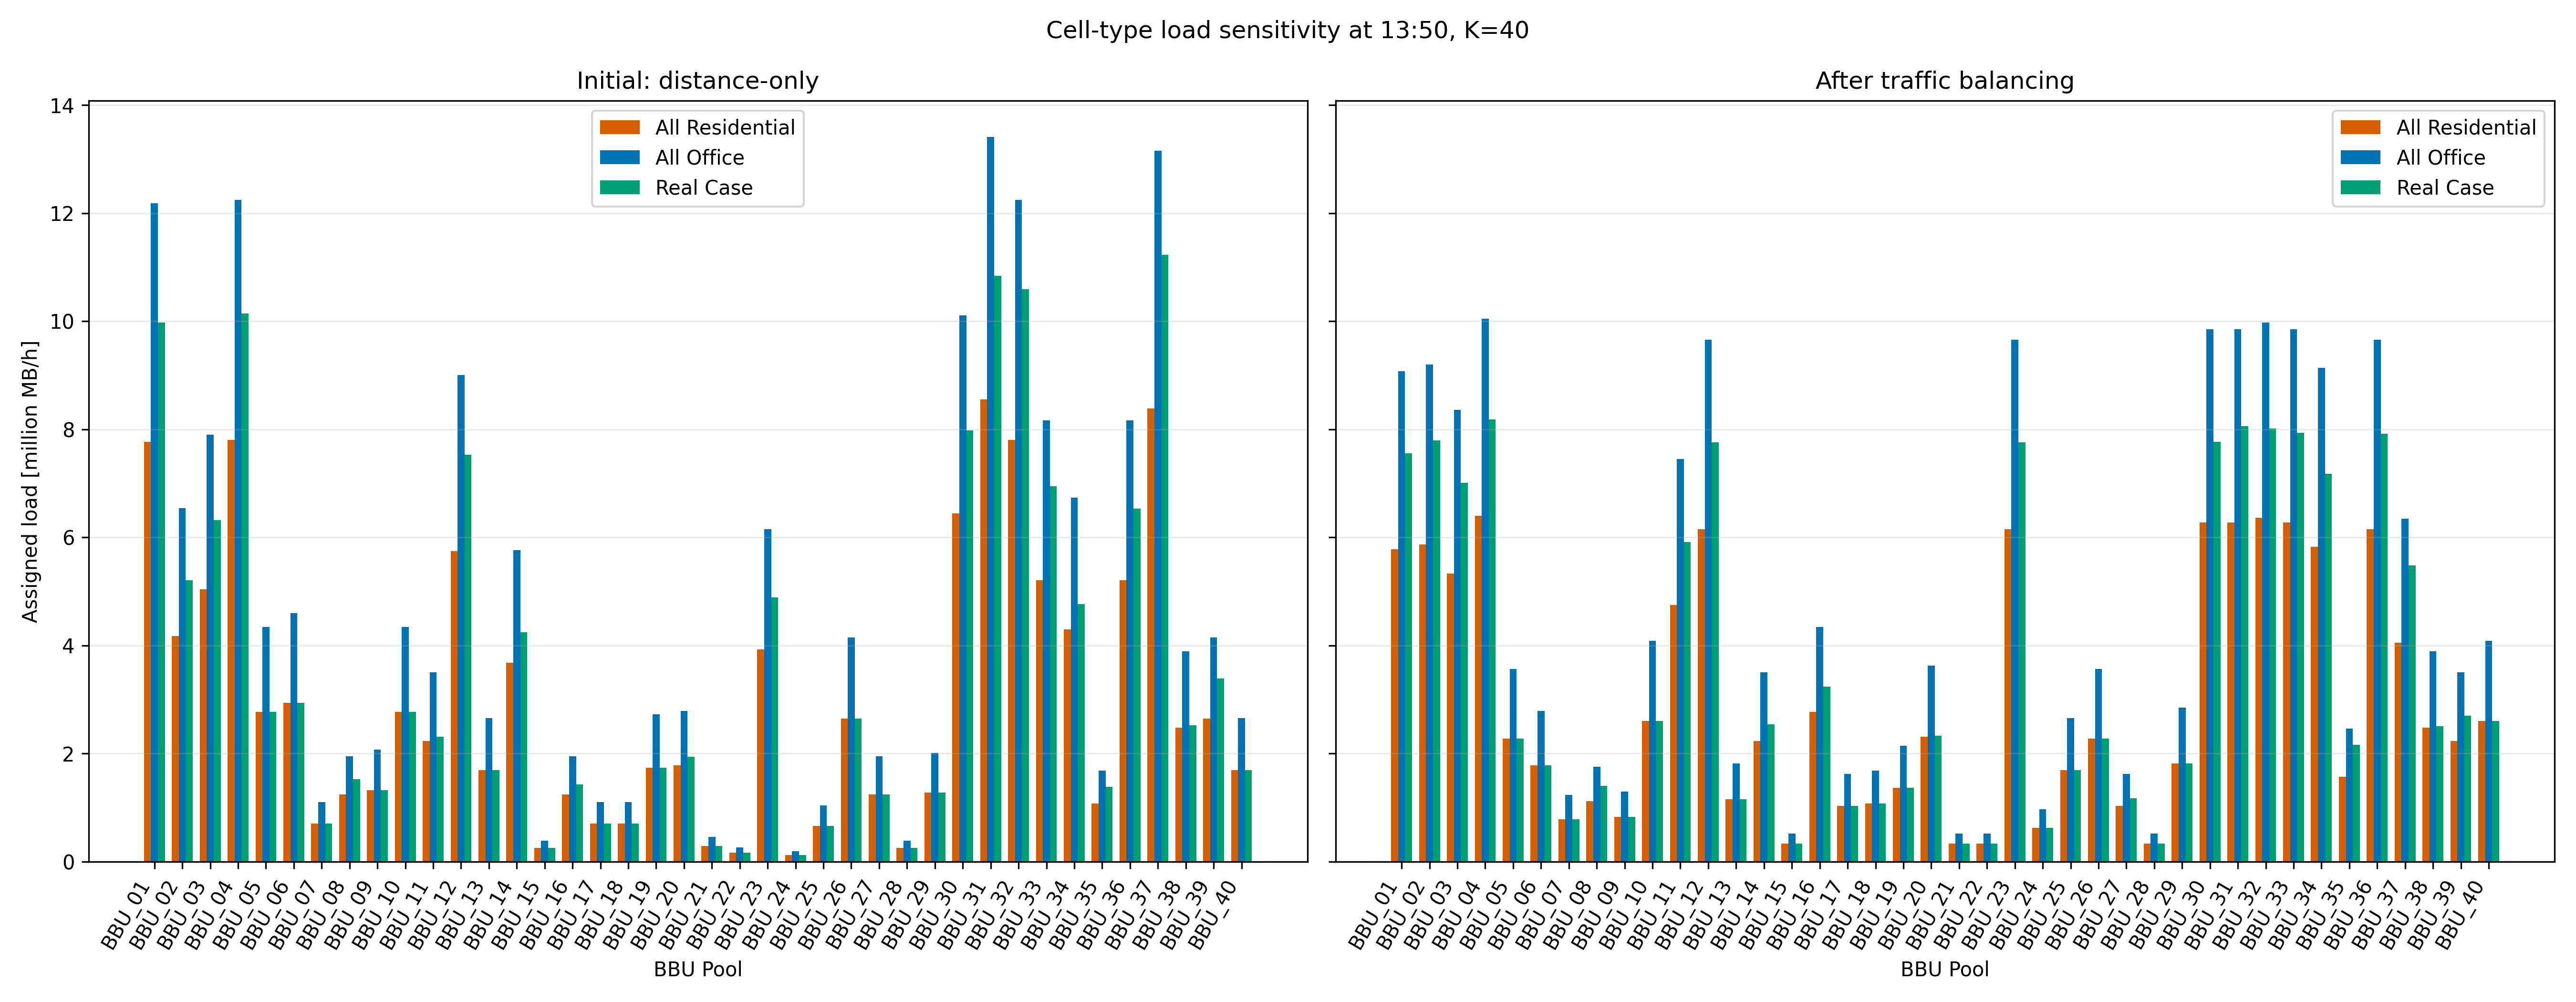 Cell-type load sensitivity at 13:50, K=40
Initial: distance-only
All Residential
All Office
Real Case
Assigned load [million MB/h]
14
12
10
8
6
4
2
0
BBU_01
BBU_02
BBU_03
BBU_04
BBU_05
BBU_06
BBU_07
BBU_08
BBU_09
BBU_10
BBU_11
BBU_12
BBU_13
BBU_14
BBU_15
BBU_16
BBU_17
BBU_18
BBU_19
BBU_20
BBU_21
BBU_22
BBU_23
BBU_24
BBU_25
BBU_26
BBU_27
BBU_28
BBU_29
BBU_30
BBU_31
BBU_32
BBU_33
BBU_34
BBU_35
BBU_36
BBU_37
BBU_38
BBU_39
BBU_40
BBU Pool
After traffic balancing
All Residential
All Office
Real Case
BBU_01
BBU_02
BBU_03
BBU_04
BBU_05
BBU_06
BBU_07
BBU_08
BBU_09
BBU_10
BBU_11
BBU_12
BBU_13
BBU_14
BBU_15
BBU_16
BBU_17
BBU_18
BBU_19
BBU_20
BBU_21
BBU_22
BBU_23
BBU_24
BBU_25
BBU_26
BBU_27
BBU_28
BBU_29
BBU_30
BBU_31
BBU_32
BBU_33
BBU_34
BBU_35
BBU_36
BBU_37
BBU_38
BBU_39
BBU_40
BBU Pool